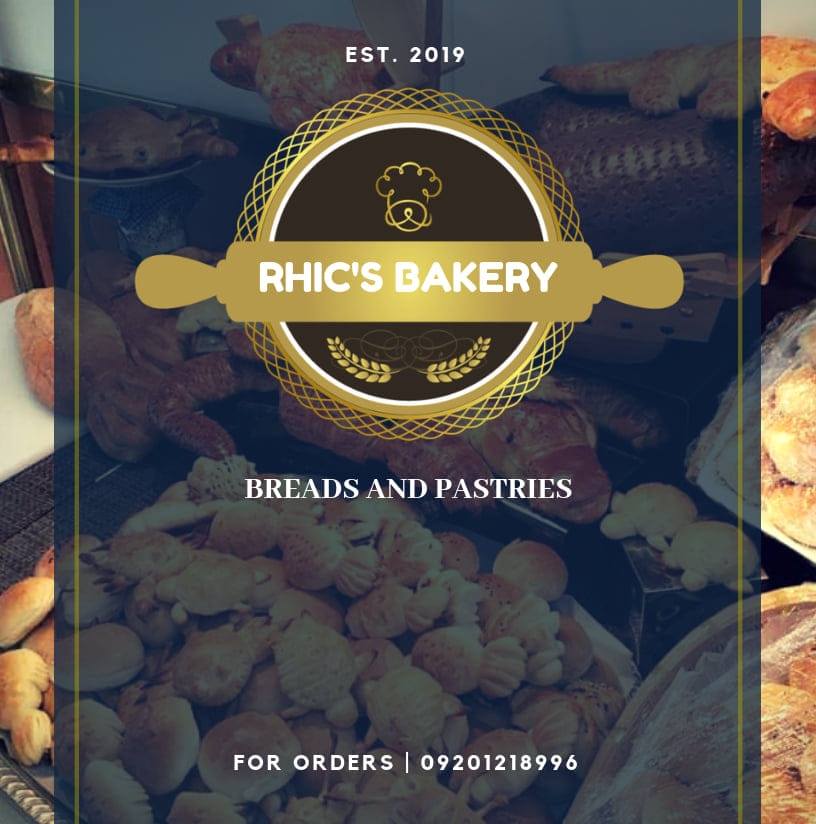 EST. 2019
RHIC'S BAKERY
BREADS AND PASTRIES
FOR ORDERS | 09201218996